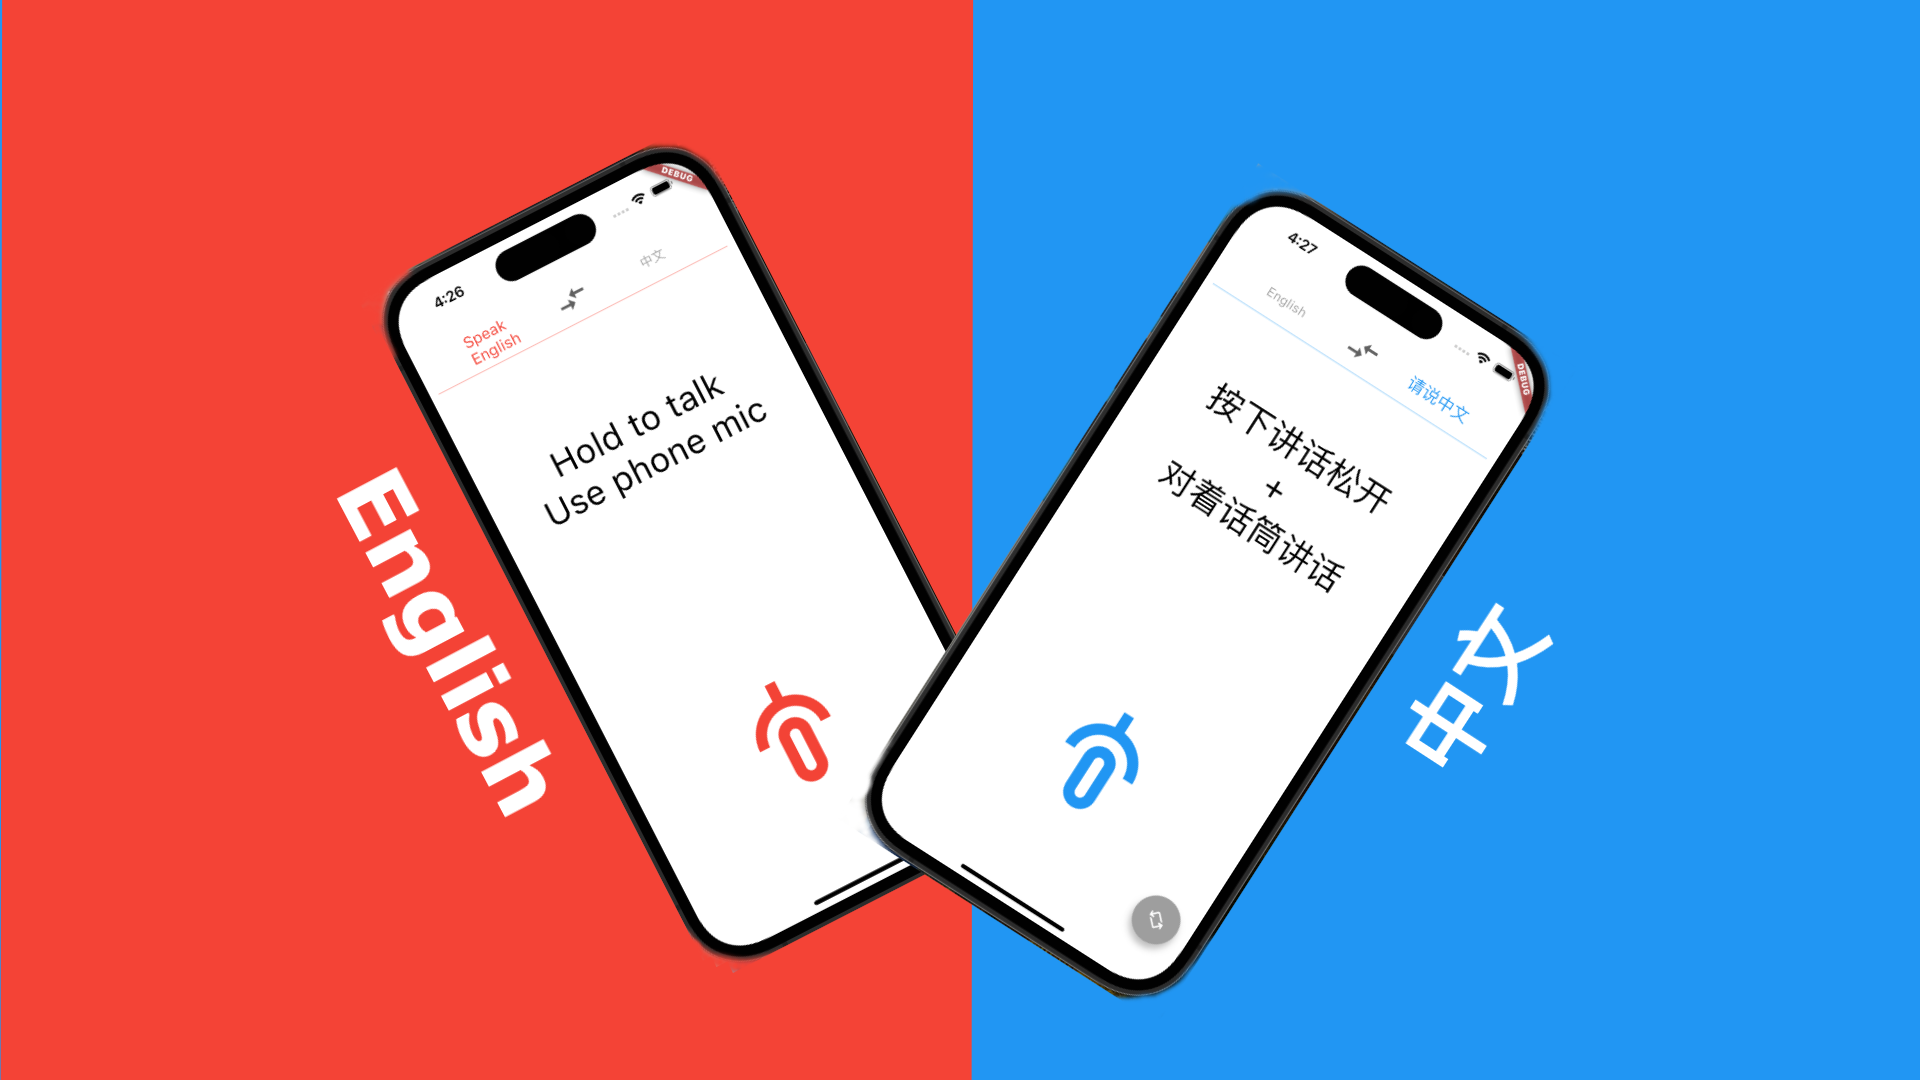 English
4:26
DEBUG
Speak
English
中文
Hold to talk
Use phone mic
4:27
DEBUG
English
请说中文
按下讲话松开
+
对着话筒讲话
中文